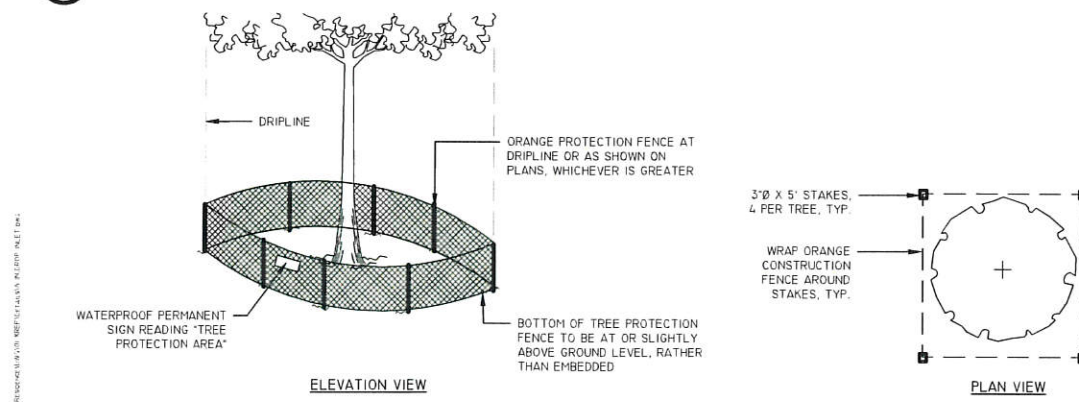 DRIPLINE
ORANGE PROTECTION FENCE AT
DRIPLINE OR AS SHOWN ON
PLANS, WHICHEVER IS GREATER
WATERPROOF PERMANENT
SIGN READING "TREE
PROTECTION AREA"
BOTTOM OF TREE PROTECTION
FENCE TO BE AT OR SLIGHTLY
ABOVE GROUND LEVEL, RATHER
THAN EMBEDDED
ELEVATION VIEW
3"Ø X 5' STAKES,
4 PER TREE, TYP.
WRAP ORANGE
CONSTRUCTION
FENCE AROUND
STAKES, TYP.
PLAN VIEW